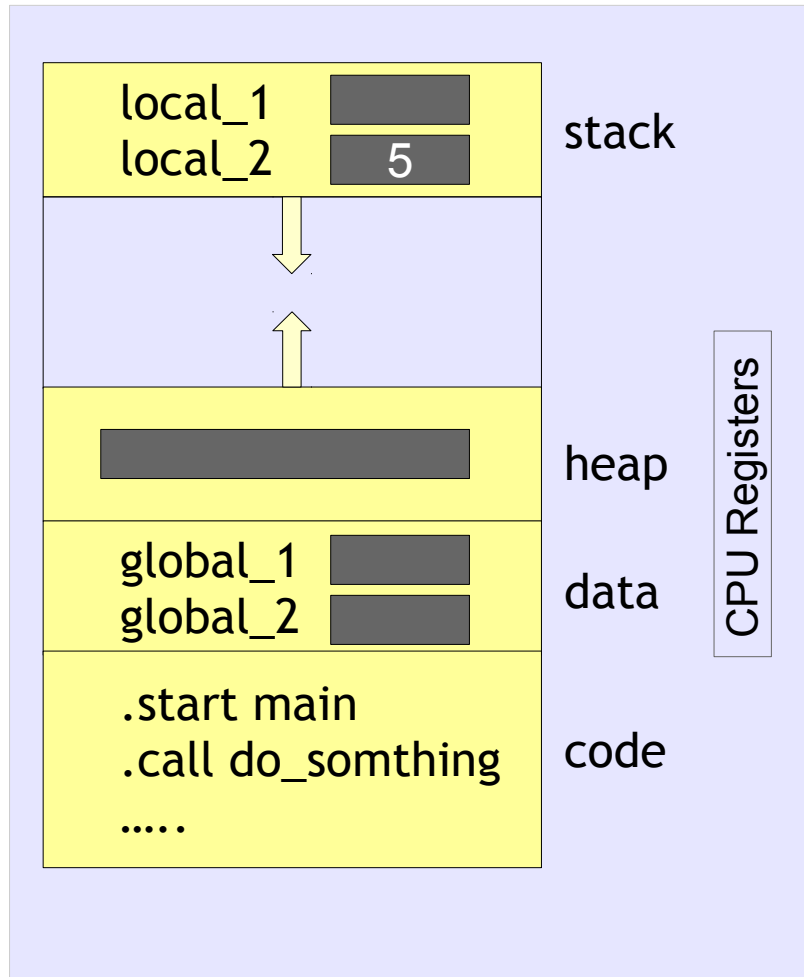 local_1
local_2 5
stack
heap
global_1
global_2
data
.start main
.call do_somthing
…..
code
CPU Registers